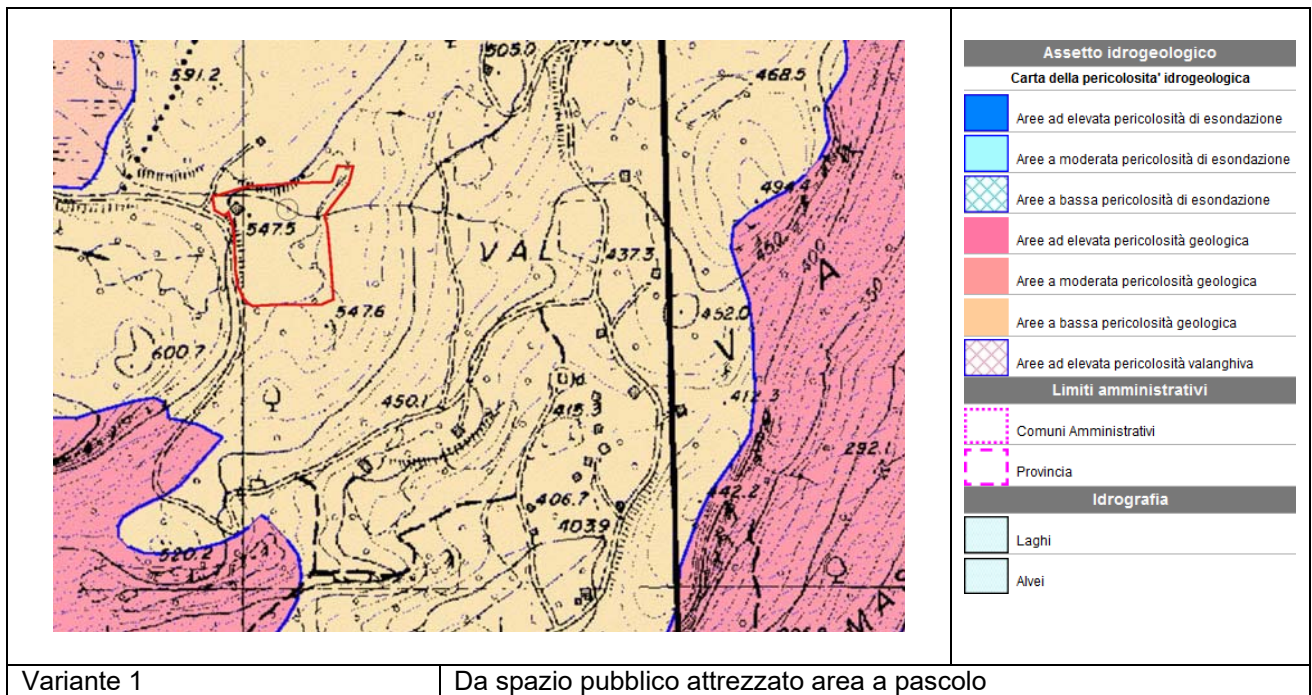 505.0
591.2
468.5
494.4
547.5
VAL
437.3
450
400
A
350
547.6
452.0
600.7
V
450.1
415.3
412.3
292.1
406.7
442.2
403.9
520.2
MA
Assetto idrogeologico
Carta della pericolosita' idrogeologica
Aree ad elevata pericolosità di esondazione
Aree a moderata pericolosità di esondazione
Aree a bassa pericolosità di esondazione
Aree ad elevata pericolosità geologica
Aree a moderata pericolosità geologica
Aree a bassa pericolosità geologica
Aree ad elevata pericolosità valanghiva
Limiti amministrativi
Comuni Amministrativi
Provincia
Idrografia
Laghi
Alvei
Variante 1
Da spazio pubblico attrezzato area a pascolo